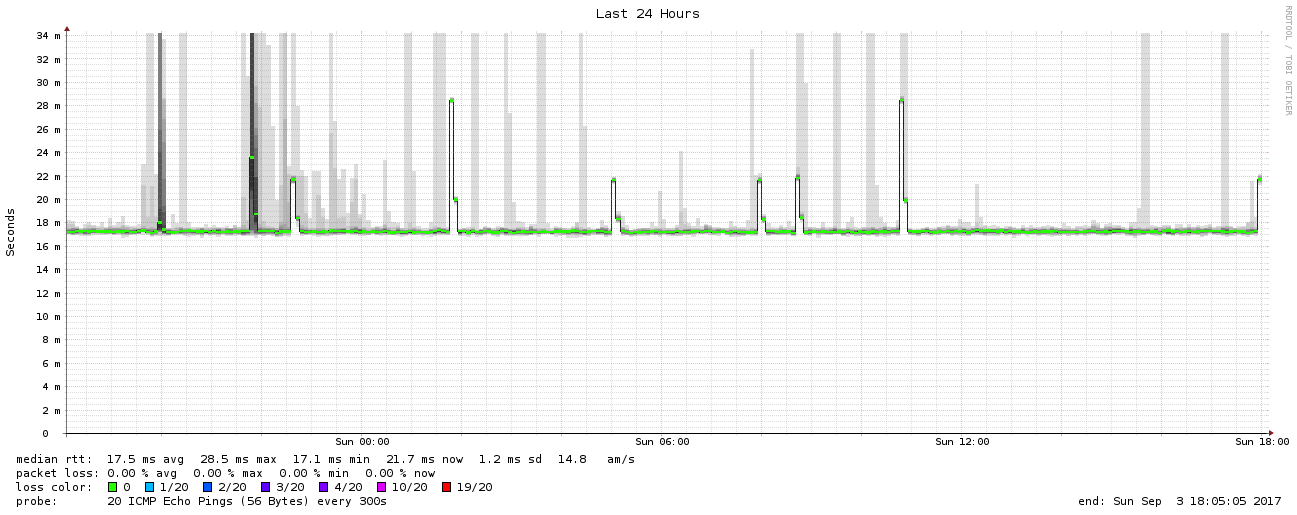 Last 24 Hours
RRDTOOL / TOBI OETIKER
Seconds
34 m
32 m
30 m
28 m
26 m
24 m
22 m
20 m
18 m
16 m
14 m
12 m
10 m
8 m
6 m
4 m
2 m
0
Sun 00:00 Sun 06:00 Sun 12:00 Sun 18:00
median rtt: 17.5 ms avg 28.5 ms max 17.1 ms min 21.7 ms now 1.2 ms sd 14.8 am/s
packet loss: 0.00 % avg 0.00 % max 0.00 % min 0.00 % now
loss color: 0 1/20 2/20 3/20 4/20 10/20 19/20
probe: 20 ICMP Echo Pings (56 Bytes) every 300s end: Sun Sep 3 18:05:05 2017